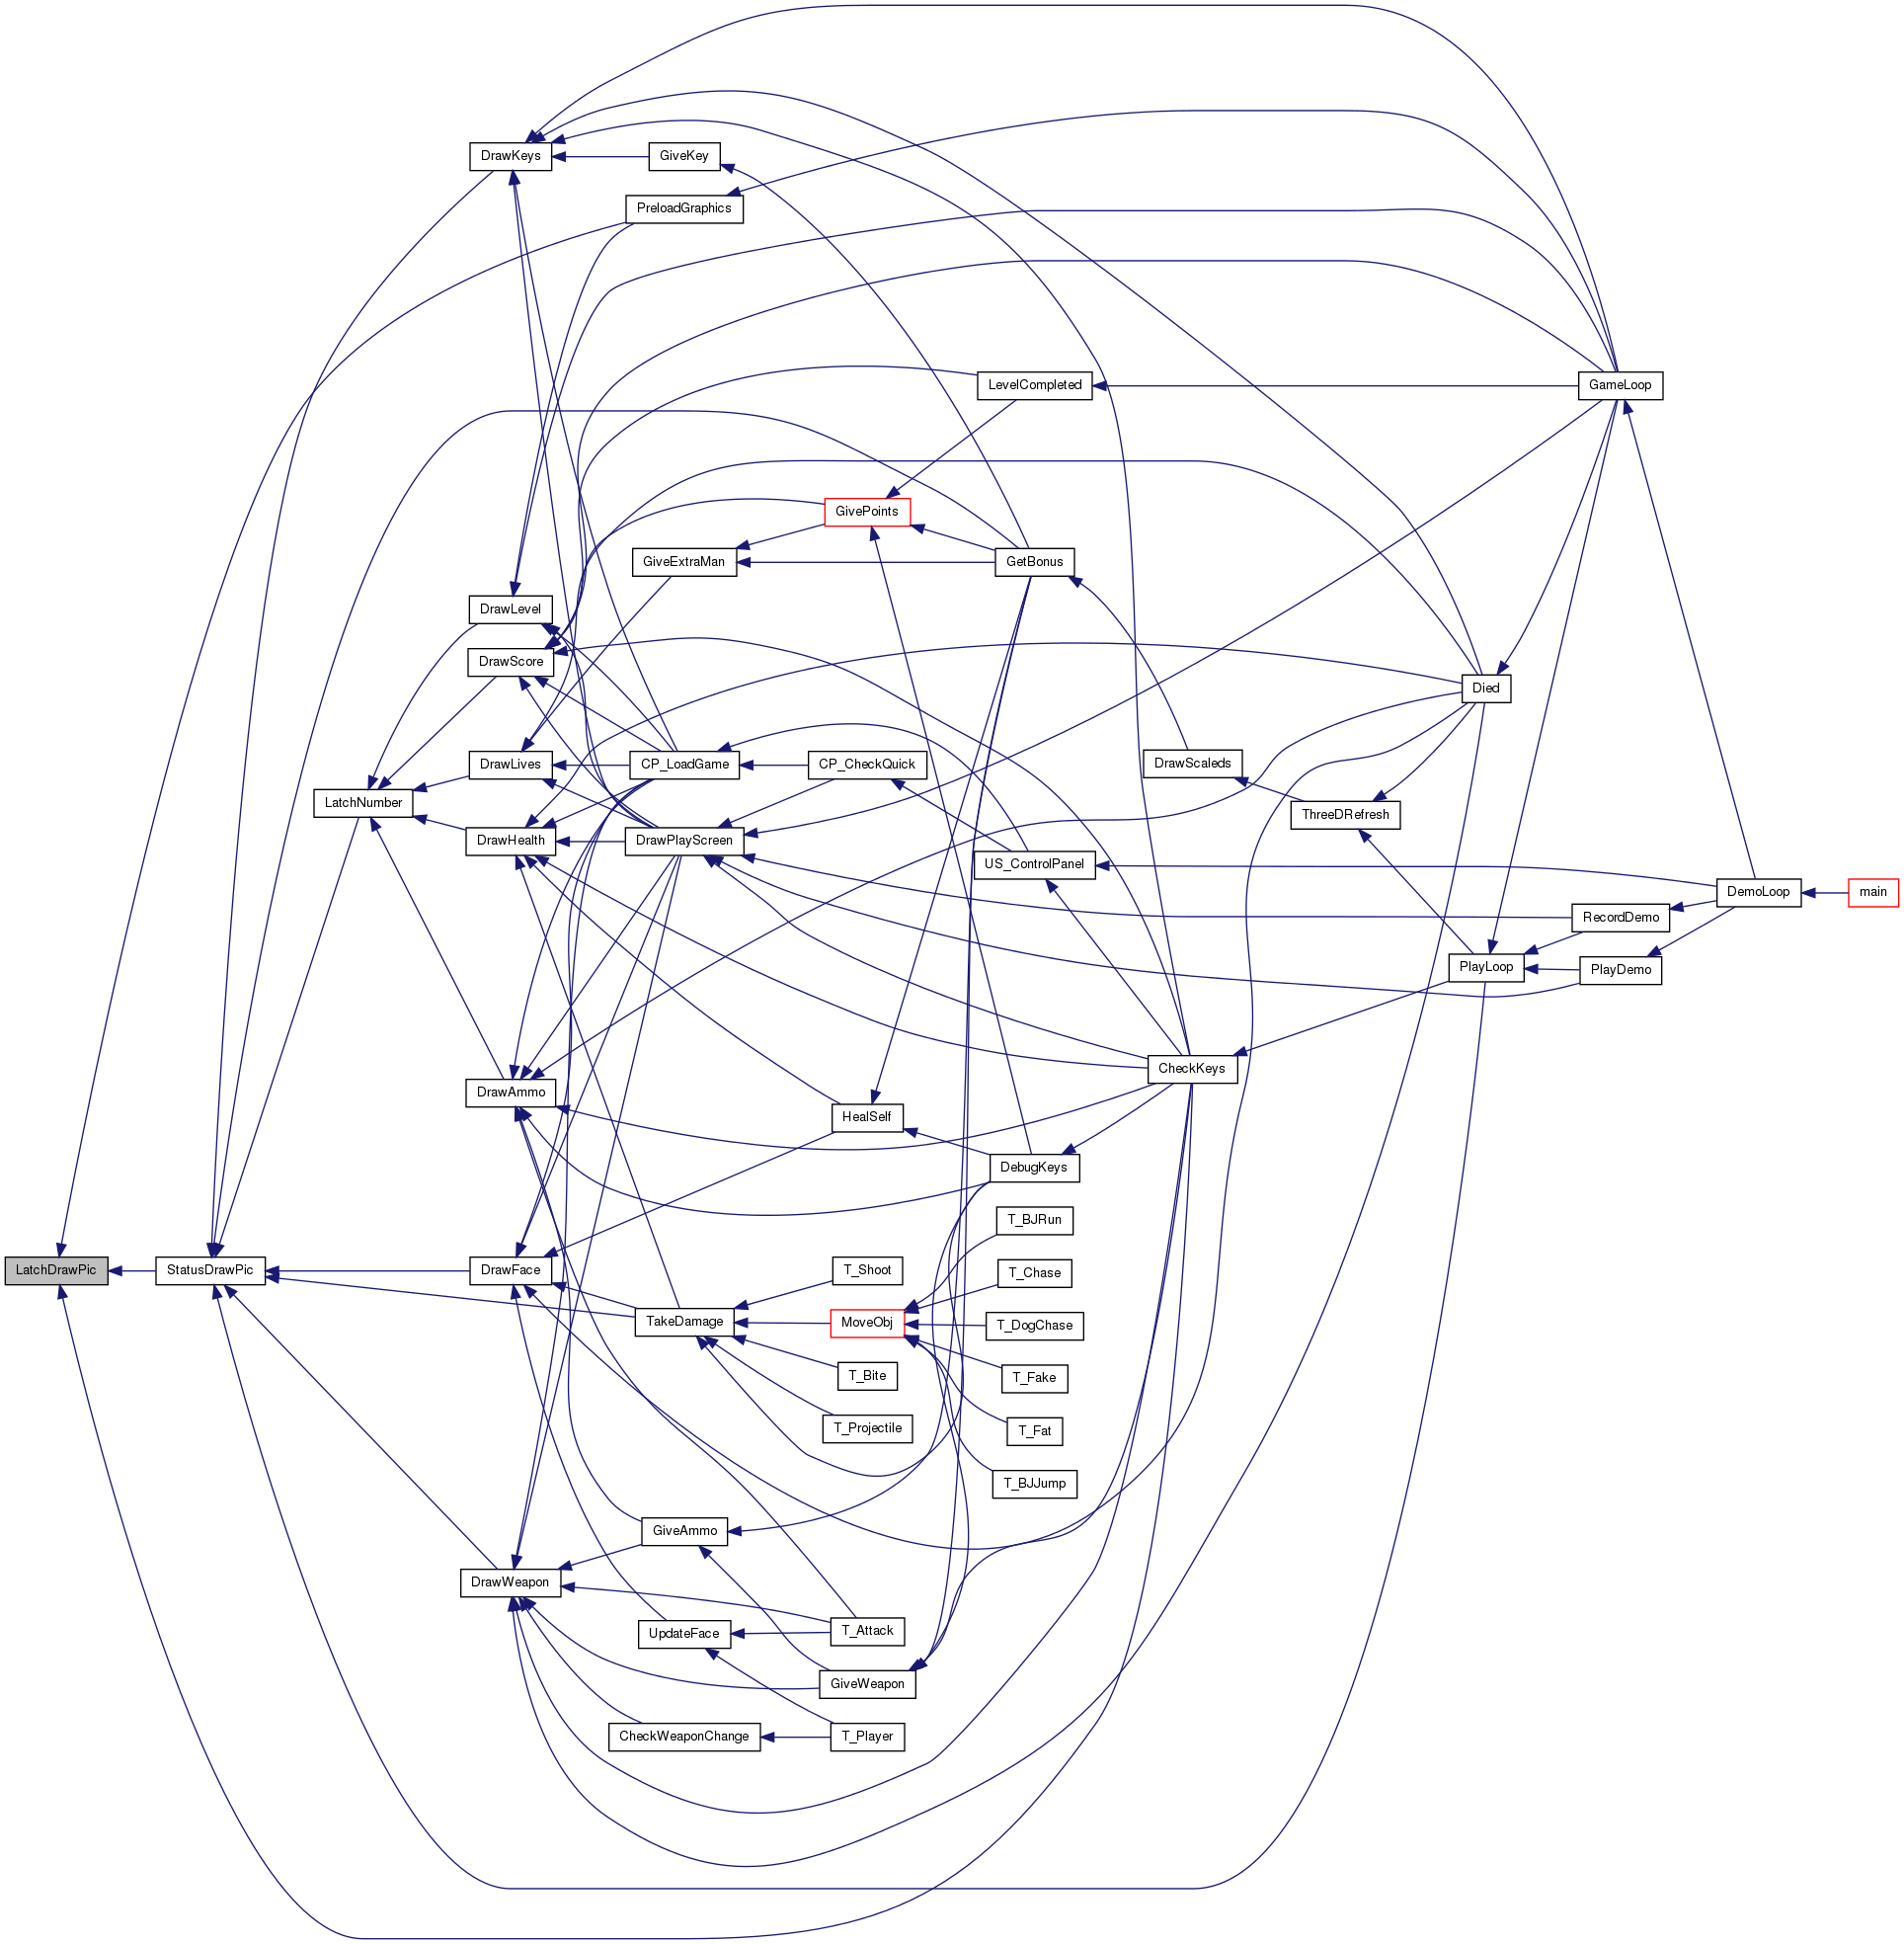 DrawKeys
GiveKey
PreloadGraphics
LevelCompleted
GameLoop
GivePoints
GiveExtraMan
GetBonus
DrawLevel
DrawScore
Died
DrawLives
CP_LoadGame
CP_CheckQuick
DrawScaleds
LatchNumber
ThreeDRefresh
DrawHealth
DrawPlayScreen
US_ControlPanel
DemoLoop
main
RecordDemo
PlayLoop
PlayDemo
CheckKeys
DrawAmmo
HealSelf
DebugKeys
T_BJRun
LatchDrawPic
StatusDrawPic
DrawFace
T_Shoot
T_Chase
TakeDamage
MoveObj
T_DogChase
T_Bite
T_Fake
T_Projectile
T_Fat
T_BJJump
GiveAmmo
DrawWeapon
UpdateFace
T_Attack
GiveWeapon
CheckWeaponChange
T_Player